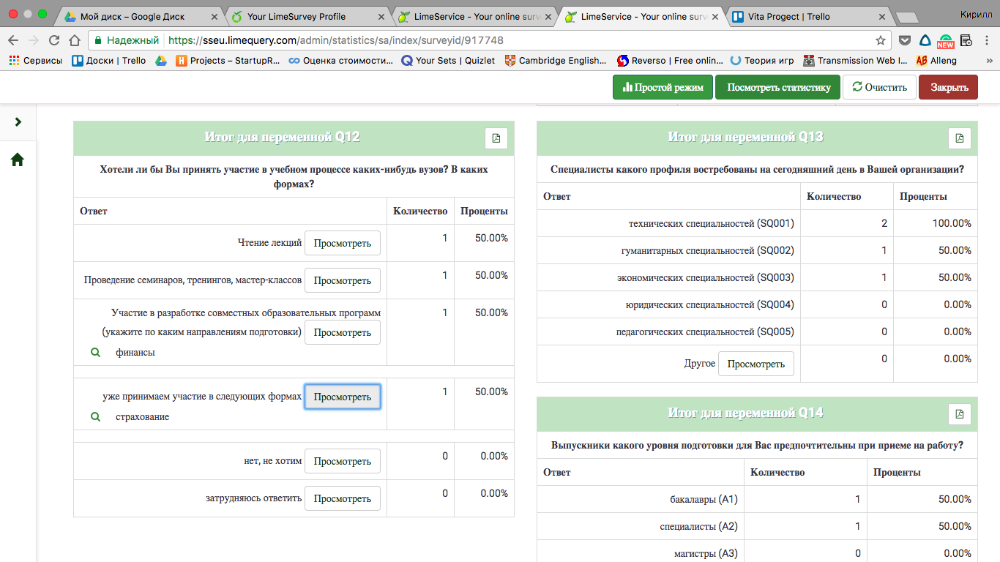 Мой диск – Google Диск
Your LimeSurvey Profile
LimeService - Your online surv
LimeService - Your online surv
Vita Progect | Trello
Кирилл
Надежный
https://sseu.limequery.com/admin/statistics/sa/index/surveyid/917748
NEW
Сервисы
Доски | Trello
Projects – StartupR...
Оценка стоимости...
Your Sets | Quizlet
Cambridge English...
Reverso | Free onlin...
Теория игр
Transmission Web I...
Alleng
»
Простой режим
Посмотреть статистику
Очистить
Закрыть
Итог для переменной Q12
Хотели ли бы Вы принять участие в учебном процессе каких-нибудь вузов? В каких
формах?
Ответ Количество Проценты
Чтение лекций Просмотреть 1 50.00%
Проведение семинаров, тренингов, мастер-классов Просмотреть 1 50.00%
Участие в разработке совместных образовательных программ 1 50.00%
(укажите по каким направлениям подготовки) Просмотреть
финансы
уже принимаем участие в следующих формах Просмотреть 1 50.00%
страхование
нет, не хотим Просмотреть 0 0.00%
затрудняюсь ответить Просмотреть 0 0.00%
Итог для переменной Q13
Специалисты какого профиля востребованы на сегодняшний день в Вашей организации?
Ответ Количество Проценты
технических специальностей (SQ001) 2 100.00%
гуманитарных специальностей (SQ002) 1 50.00%
экономических специальностей (SQ003) 1 50.00%
юридических специальностей (SQ004) 0 0.00%
педагогических специальностей (SQ005) 0 0.00%
Другое Просмотреть 0 0.00%
Итог для переменной Q14
Выпускники какого уровня подготовки для Вас предпочтительны при приеме на работу?
Ответ Количество Проценты
бакалавры (A1) 1 50.00%
специалисты (A2) 1 50.00%
магистры (A3) 0 0.00%